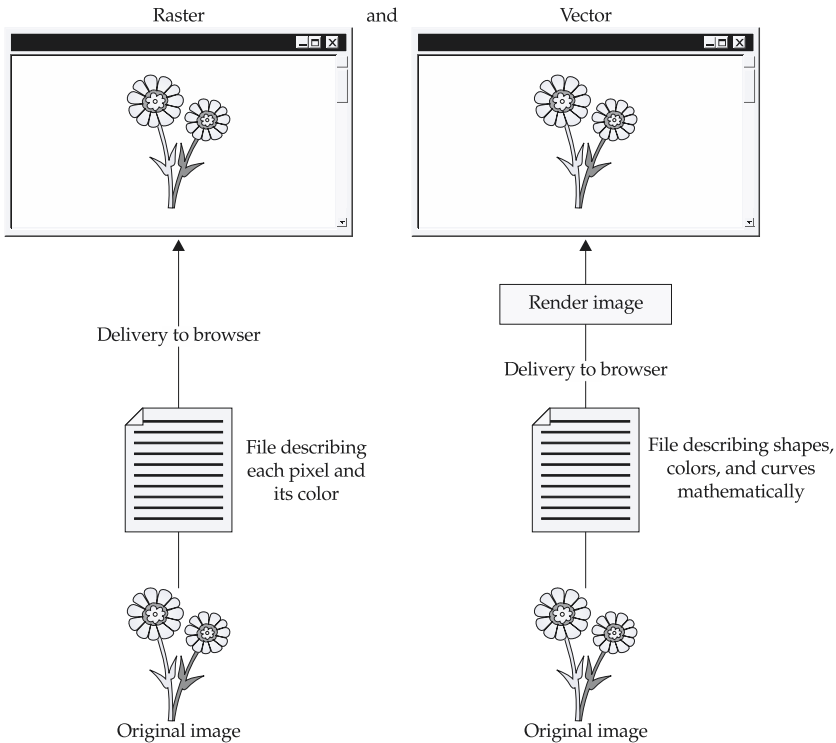 Raster and Vector
Render image
Delivery to browser
Delivery to browser
File describing
each pixel and
its color
File describing shapes,
colors, and curves
mathematically
Original image
Original image